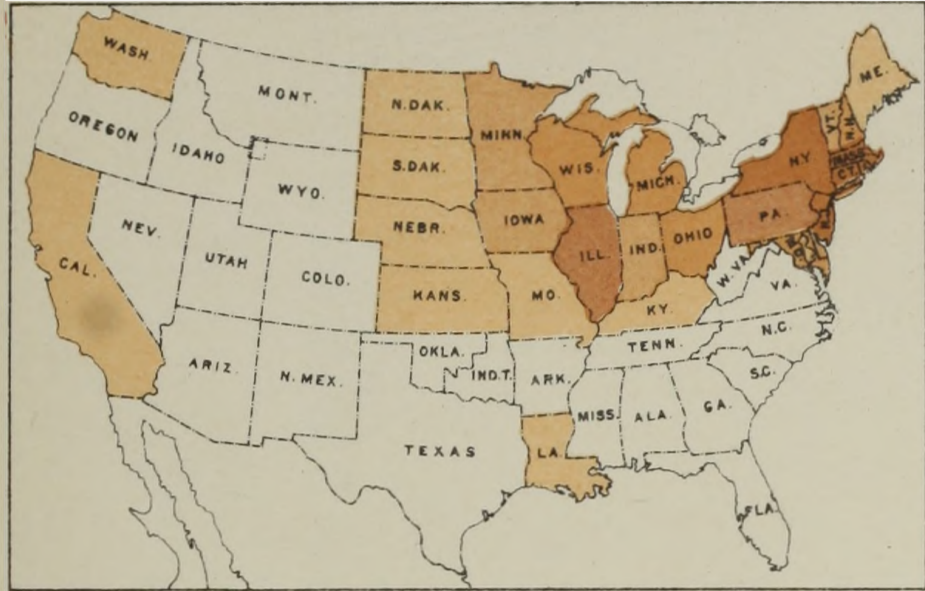 WASH.
OREGON
IDAHO
MONT.
WYO.
N.DAK.
S.DAK.
NEBR.
KANS.
MINN.
IOWA
MO.
WIS.
MICH.
ILL.
IND.
OHIO
KY.
PA.
N.Y.
VT.
N.H.
ME.
MASS.
CT.
N.J.
W.VA.
VA.
N.C.
S.C.
TENN.
GA.
ALA.
MISS.
ARK.
LA.
FLA.
CAL.
NEV.
UTAH
COLO.
ARIZ.
N.MEX.
OKLA.
IND.T.
TEXAS